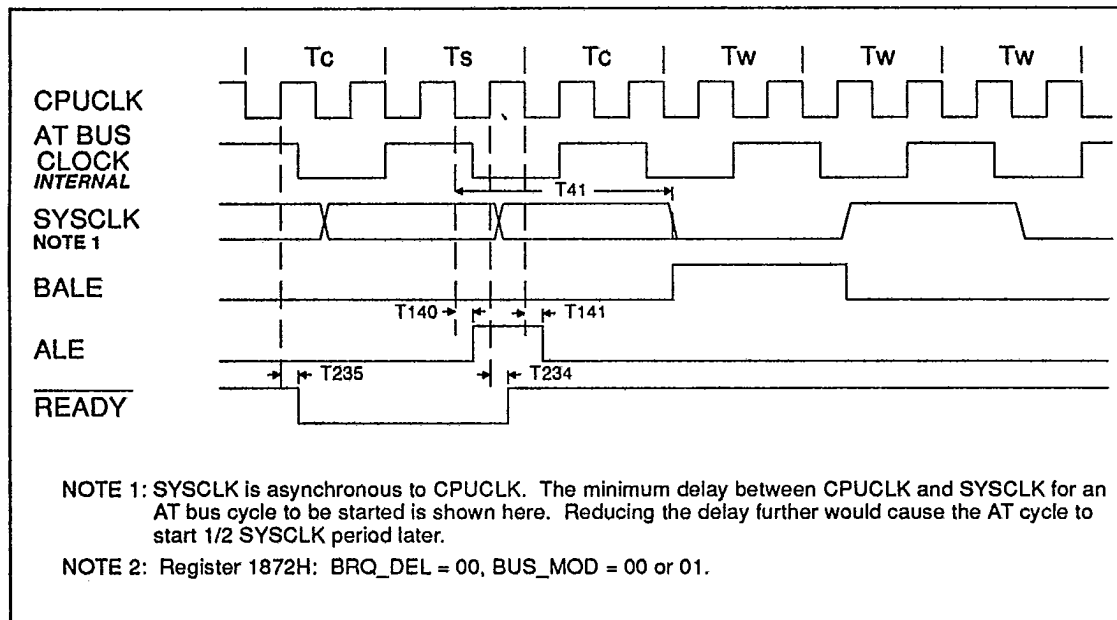 Tc Ts Tc Tw Tw Tw
CPUCLK
AT BUS
CLOCK
INTERNAL
T41
SYSCLK
NOTE 1
BALE
T140 T141
ALE
T235 T234
READY
NOTE 1: SYSCLK is asynchronous to CPUCLK. The minimum delay between CPUCLK and SYSCLK for an
AT bus cycle to be started is shown here. Reducing the delay further would cause the AT cycle to
start 1/2 SYSCLK period later.
NOTE 2: Register 1872H: BRQ_DEL = 00, BUS_MOD = 00 or 01.